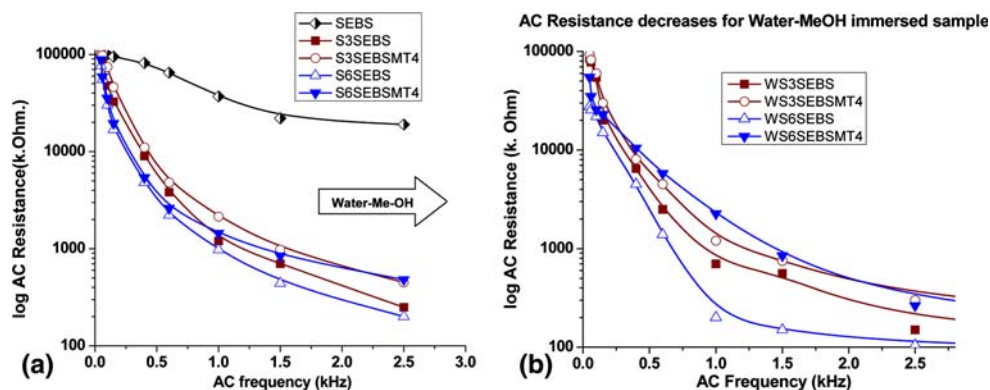 AC Resistance decreases for Water-MeOH immersed sample
SEBS
S3SEBS
S3SEBSMT4
S6SEBS
S6SEBSMT4
log AC Resistance(k.Ohm.)
100000
10000
1000
100
0.0 0.5 1.0 1.5 2.0 2.5 3.0
AC frequency (kHz)
(a)
Water-Me-OH
WS3SEBS
WS3SEBSMT4
WS6SEBS
WS6SEBSMT4
log AC Resistance (k. Ohm)
100000
10000
1000
100
0.0 0.5 1.0 1.5 2.0 2.5
AC Frequency (kHz)
(b)